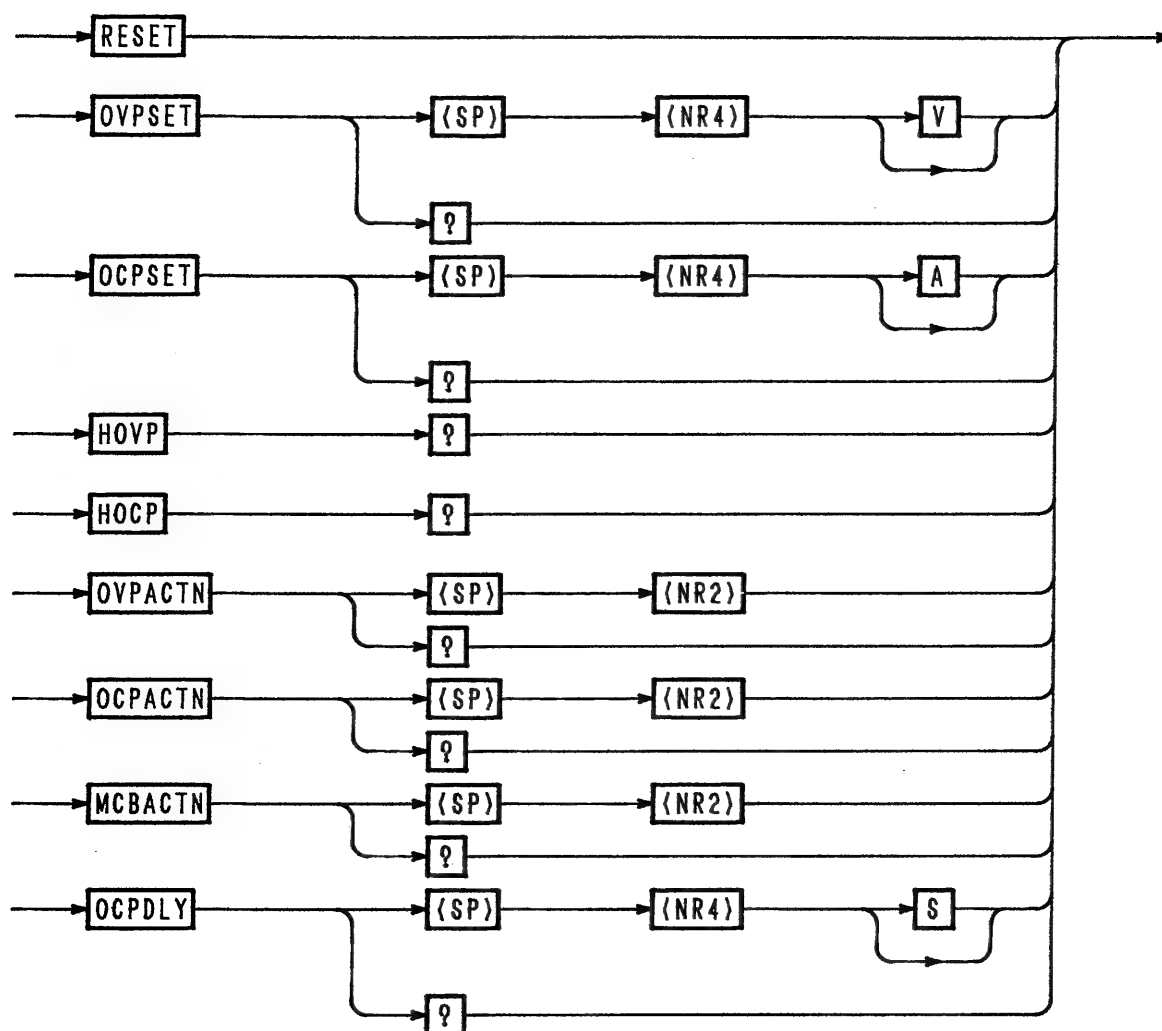 RESET
OVPSET ⟨SP⟩ ⟨NR4⟩ V
?
OCPSET ⟨SP⟩ ⟨NR4⟩ A
?
HOVP ?
HOCP ?
OVPACTN ⟨SP⟩ ⟨NR2⟩
?
OCPACTN ⟨SP⟩ ⟨NR2⟩
?
MCBACTN ⟨SP⟩ ⟨NR2⟩
?
OCPDLY ⟨SP⟩ ⟨NR4⟩ S
?